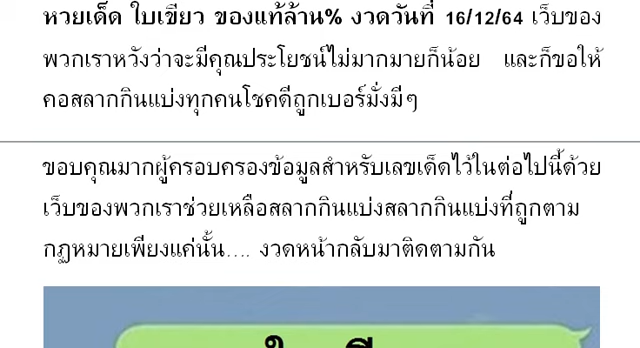 หวยเด็ด ใบเขียว ของแท้ล้าน% งวดวันที่ 16/12/64 เว็บของ
พวกเราหวังว่าจะมีคุณประโยชน์ไม่มากมายก็น้อย และก็ขอให้
คอสลากกินแบ่งทุกคนโชคดีถูกเบอร์มั่งมีๆ
ขอบคุณมากผู้ครอบครองข้อมูลสำหรับเลขเด็ดไว้ในต่อไปนี้ด้วย
เว็บของพวกเราช่วยเหลือสลากกินแบ่งสลากกินแบ่งที่ถูกตาม
กฏหมายเพียงแค่นั้น.... งวดหน้ากลับมาติดตามกัน